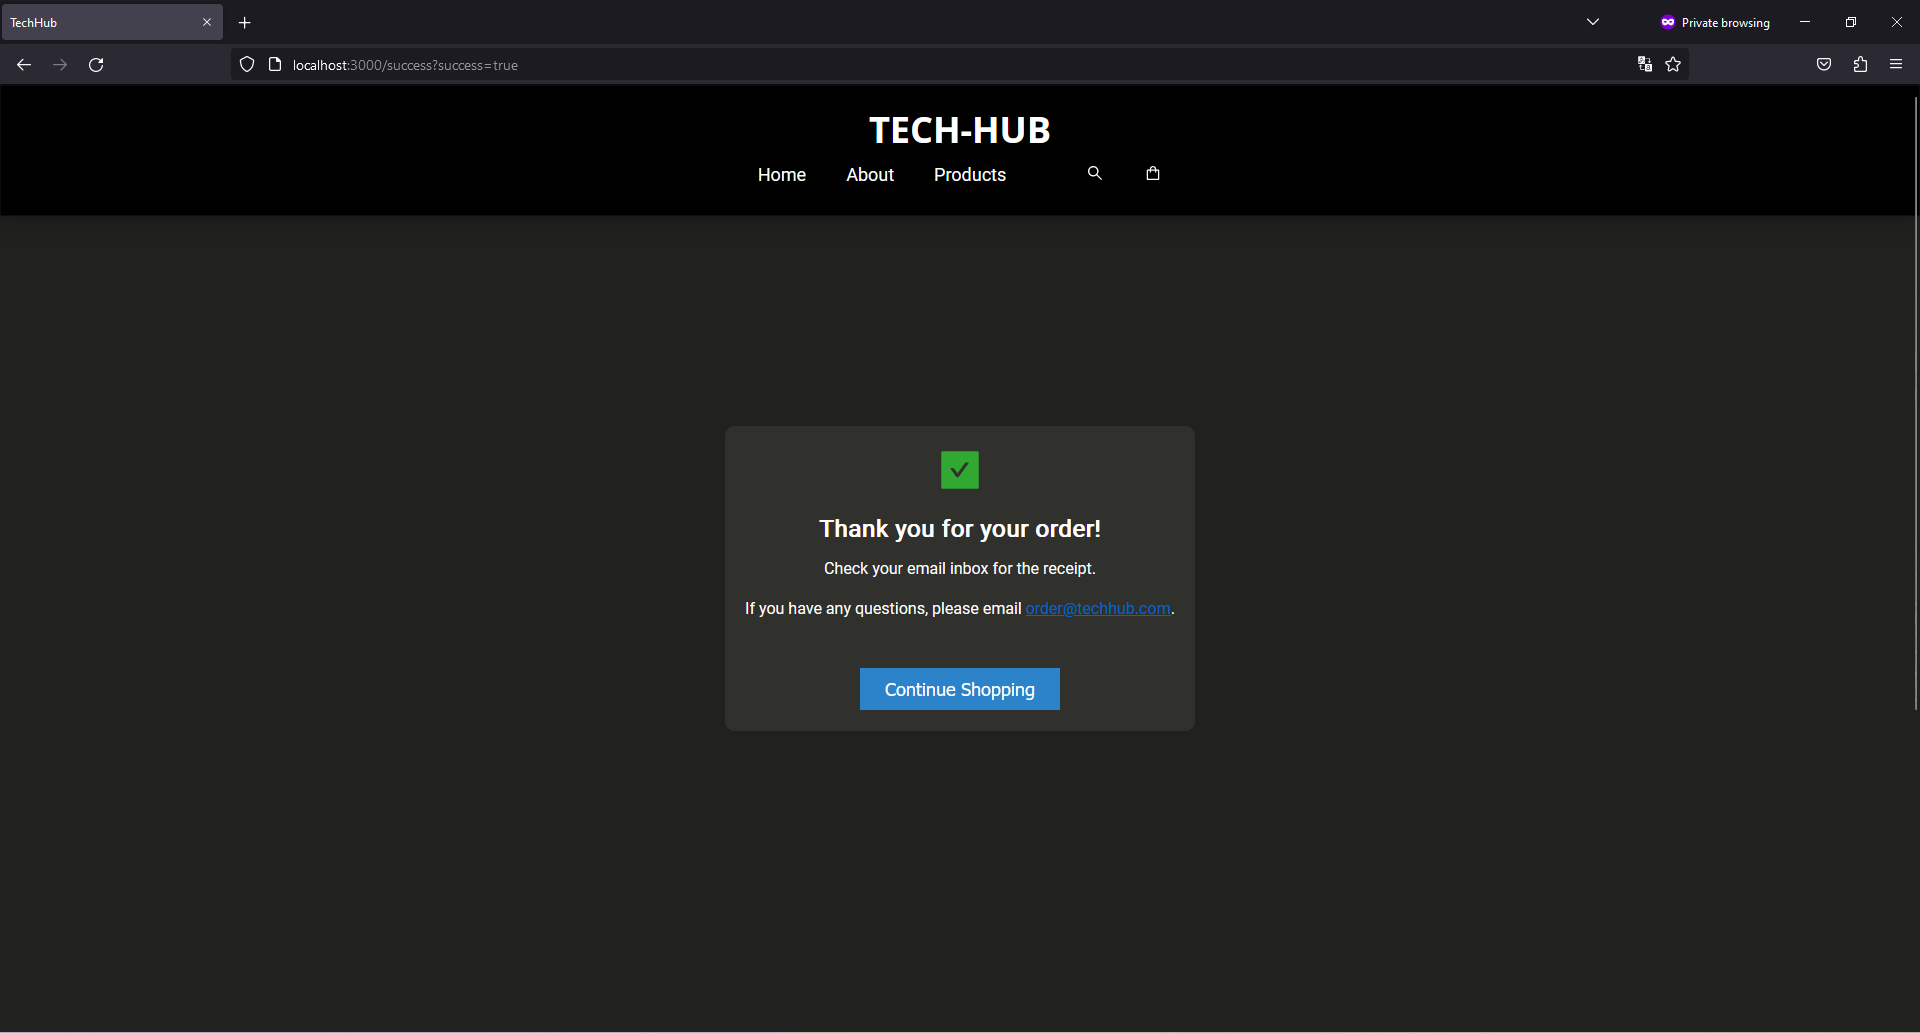 TechHub
Private browsing
localhost:3000/success?success=true
TECH-HUB
Home About Products
Thank you for your order!
Check your email inbox for the receipt.
If you have any questions, please email order@techhub.com.
Continue Shopping